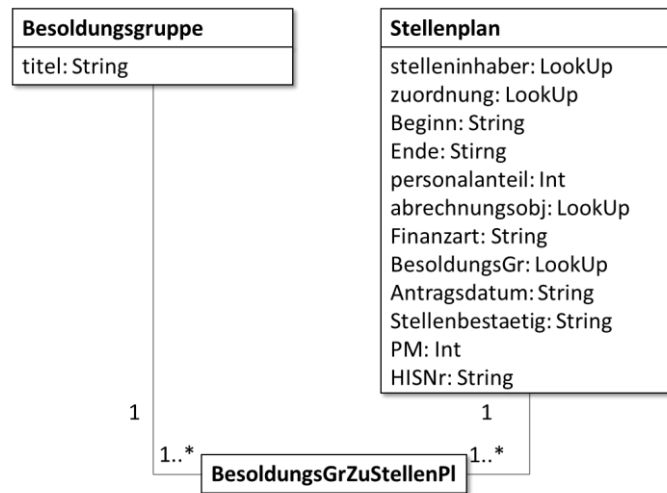 Besoldungsgruppe
titel: String
Stellenplan
stelleninhaber: LookUp
zuordnung: LookUp
Beginn: String
Ende: Stirng
personalanteil: Int
abrechnungsobj: LookUp
Finanzart: String
BesoldungsGr: LookUp
Antragsdatum: String
Stellenbestaetig: String
PM: Int
HISNr: String
1
1
1..*
1..*
BesoldungsGrZuStellenPl